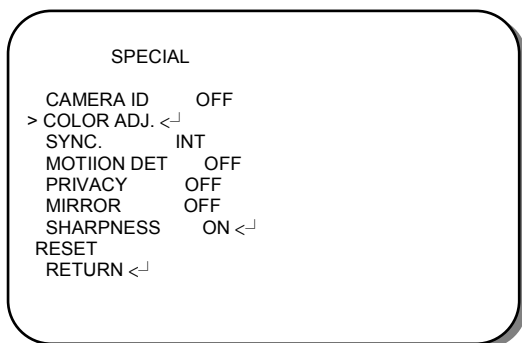 SPECIAL
CAMERA ID OFF
> COLOR ADJ. <┘
SYNC. INT
MOTIION DET OFF
PRIVACY OFF
MIRROR OFF
SHARPNESS ON <┘
RESET
RETURN <┘